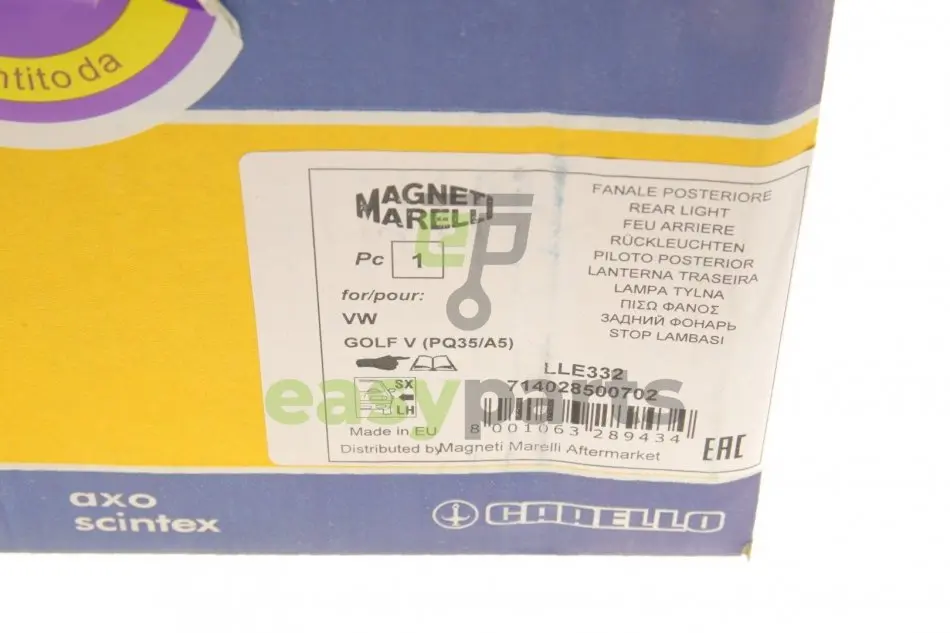 ntito da
MAGNETI
MARELLI
Pc 1
for/pour:
VW
GOLF V (PQ35/A5)
SX
LH
Made in EU
Distributed by Magneti Marelli Aftermarket
FANALE POSTERIORE
REAR LIGHT
FEU ARRIERE
RÜCKLEUCHTEN
PILOTO POSTERIOR
LANTERNA TRASEIRA
LAMPA TYLNA
ΠΙΣΩ ΦΑΝΟΣ
ЗАДНИЙ ФОНАРЬ
STOP LAMBASI
LLE332
714028500702
8 001063 289434
EAC
ep
easyparts
axo
scintex
CARELLO